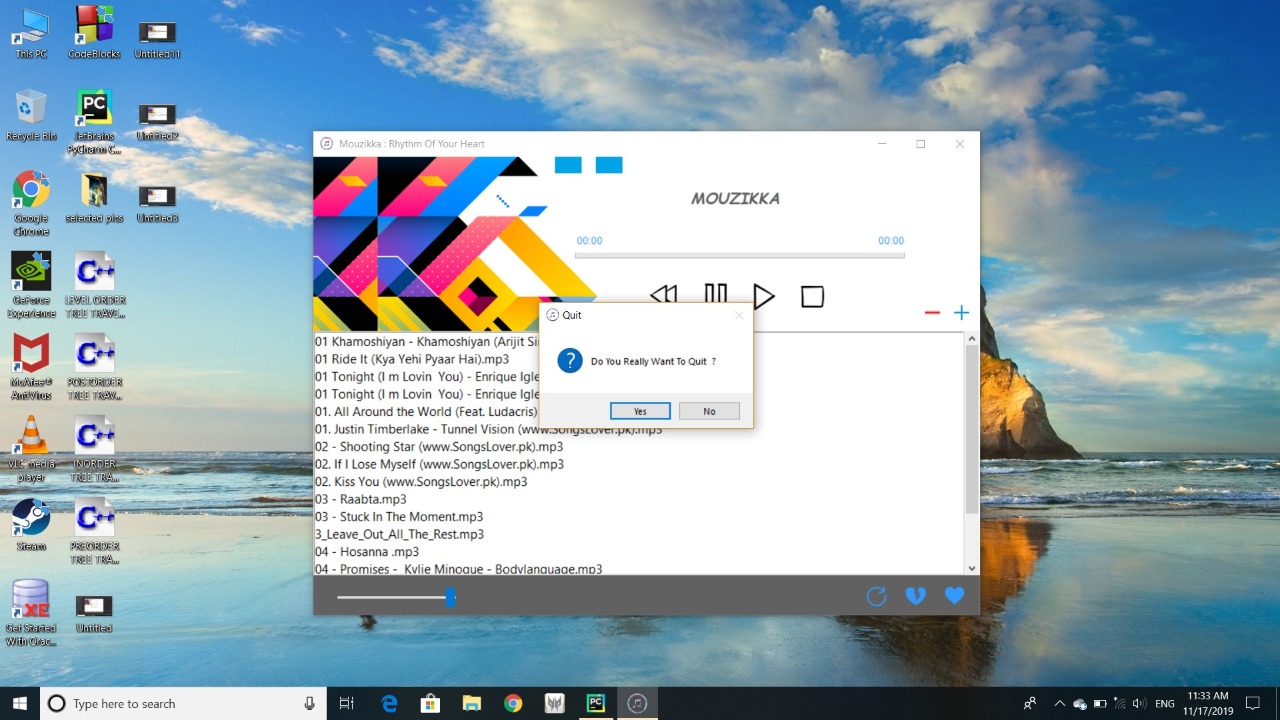 This PC
CodeBlocks
Untitled1
Recycle Bin
JetBrains
PyCharm C...
Untitled2
Google
Chrome
selected pics
Untitled3
GeForce
Experience
LEVEL ORDER
TREE TRAVE...
McAfee®
AntiVirus
POSTORDER
TREE TRAV...
VLC media
player
INORDER
TREE TRA...
Steam
PREORDER
TREE TRA...
XE
Get Started
With Orac...
Untitled
Mouzikka : Rhythm Of Your Heart
MOUZIKKA
00:00
00:00
Quit
Do You Really Want To Quit ?
Yes
No
01 Khamoshiyan - Khamoshiyan (Arijit Si
01 Ride It (Kya Yehi Pyaar Hai).mp3
01 Tonight (I m Lovin You) - Enrique Igle
01 Tonight (I m Lovin You) - Enrique Igle
01. All Around the World (Feat. Ludacris)
01. Justin Timberlake - Tunnel Vision (www.SongsLover.pk).mp3
02 - Shooting Star (www.SongsLover.pk).mp3
02. If I Lose Myself (www.SongsLover.pk).mp3
02. Kiss You (www.SongsLover.pk).mp3
03 - Raabta.mp3
03 - Stuck In The Moment.mp3
3_Leave_Out_All_The_Rest.mp3
04 - Hosanna .mp3
04 - Promises - Kylie Minogue - Bodylanguage.mp3
Type here to search
PC
ENG
11:33 AM
11/17/2019